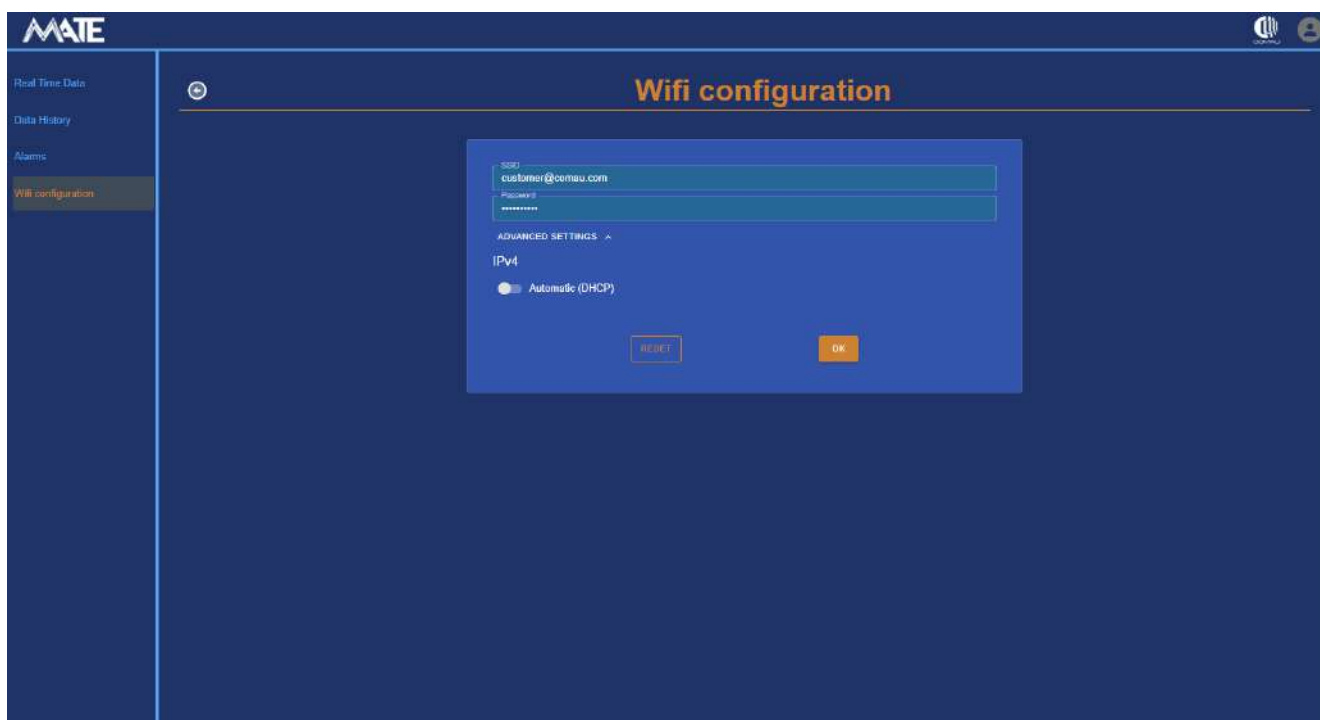 MATE
COMAU
Real Time Data
Data History
Alarms
Wifi configuration
Wifi configuration
SSID
customer@comau.com
Password
••••••••••
ADVANCED SETTINGS
IPv4
Automatic (DHCP)
RESET
OK